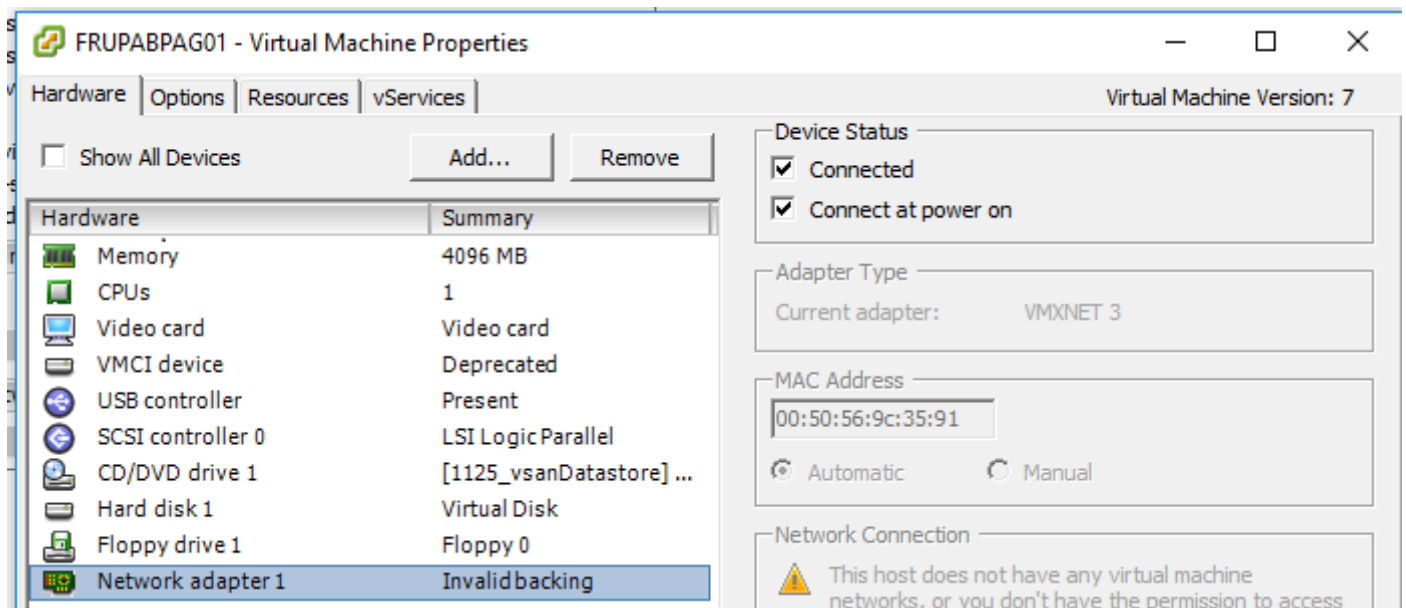 FRUPABPAG01 - Virtual Machine Properties
Hardware Options Resources vServices Virtual Machine Version: 7
Show All Devices Add... Remove
Hardware Summary
Memory 4096 MB
CPUs 1
Video card Video card
VMCI device Deprecated
USB controller Present
SCSI controller 0 LSI Logic Parallel
CD/DVD drive 1 [1125_vsanDatastore] ...
Hard disk 1 Virtual Disk
Floppy drive 1 Floppy 0
Network adapter 1 Invalid backing
Device Status
Connected
Connect at power on
Adapter Type
Current adapter: VMXNET 3
MAC Address
00:50:56:9c:35:91
Automatic Manual
Network Connection
This host does not have any virtual machine
networks, or you don't have the permission to access